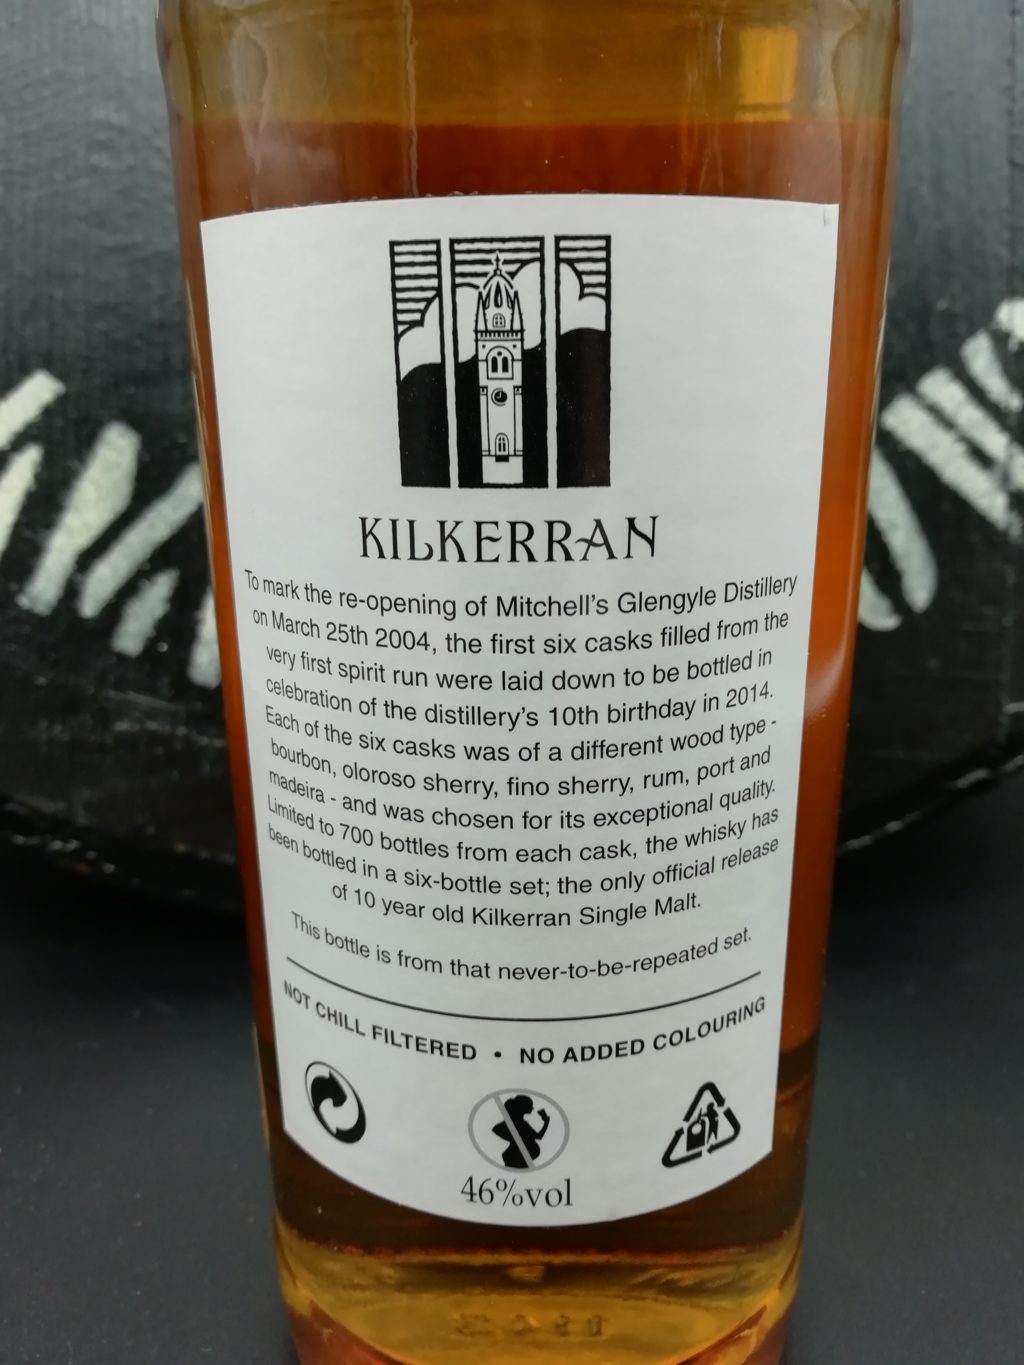 KILKERRAN
To mark the re-opening of Mitchell's Glengyle Distillery
on March 25th 2004, the first six casks filled from the
very first spirit run were laid down to be bottled in
celebration of the distillery's 10th birthday in 2014.
Each of the six casks was of a different wood type -
bourbon, oloroso sherry, fino sherry, rum, port and
madeira - and was chosen for its exceptional quality.
Limited to 700 bottles from each cask, the whisky has
been bottled in a six-bottle set; the only official release
of 10 year old Kilkerran Single Malt.
This bottle is from that never-to-be-repeated set.
NOT CHILL FILTERED • NO ADDED COLOURING
46%vol